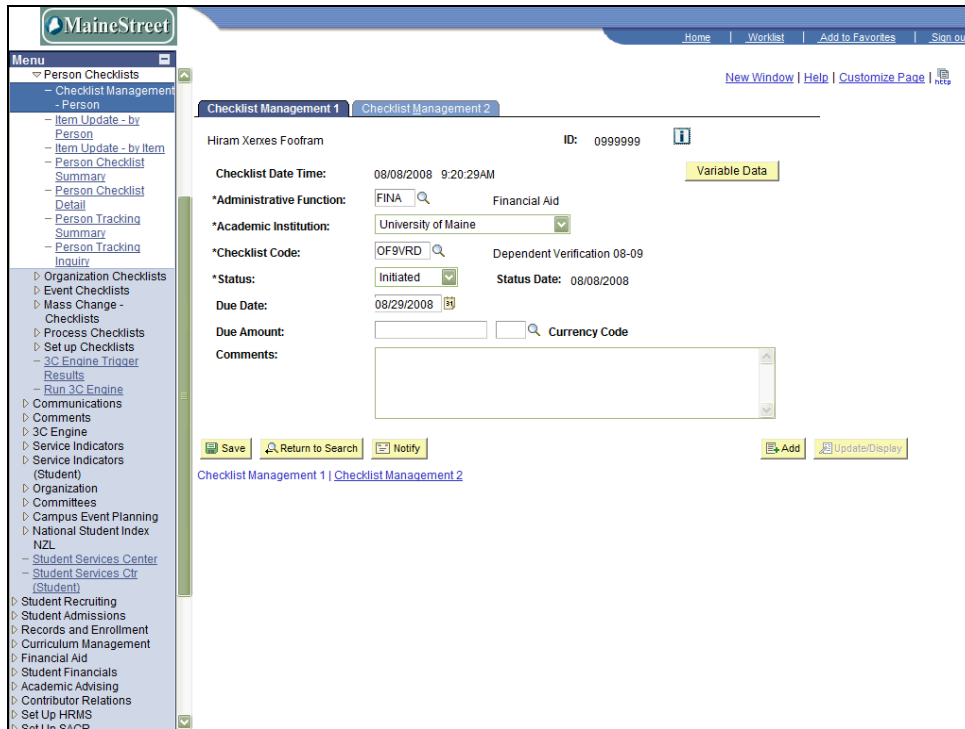 MaineStreet
Home | Worklist | Add to Favorites | Sign ou
Menu
Person Checklists
– Checklist Management
- Person
– Item Update - by
Person
– Item Update - by Item
– Person Checklist
Summary
– Person Checklist
Detail
– Person Tracking
Summary
– Person Tracking
Inquiry
Organization Checklists
Event Checklists
Mass Change -
Checklists
Process Checklists
Set up Checklists
– 3C Engine Trigger
Results
– Run 3C Engine
Communications
Comments
3C Engine
Service Indicators
Service Indicators
(Student)
Organization
Committees
Campus Event Planning
National Student Index
NZL
– Student Services Center
– Student Services Ctr
(Student)
Student Recruiting
Student Admissions
Records and Enrollment
Curriculum Management
Financial Aid
Student Financials
Academic Advising
Contributor Relations
Set Up HRMS
Set Up SACR
New Window | Help | Customize Page | http
Checklist Management 1 Checklist Management 2
Hiram Xerxes Foofram ID: 0999999
Checklist Date Time: 08/08/2008 9:20:29AM Variable Data
*Administrative Function: FINA Financial Aid
*Academic Institution: University of Maine
*Checklist Code: OF9VRD Dependent Verification 08-09
*Status: Initiated Status Date: 08/08/2008
Due Date: 08/29/2008 31
Due Amount: Currency Code
Comments:
Save Return to Search Notify Add Update/Display
Checklist Management 1 | Checklist Management 2